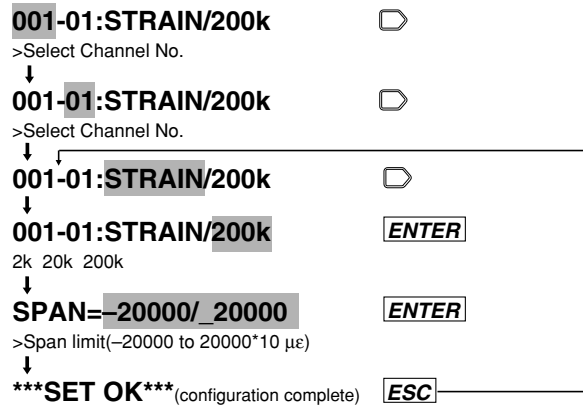 001-01:STRAIN/200k
>Select Channel No.
001-01:STRAIN/200k
>Select Channel No.
001-01:STRAIN/200k
001-01:STRAIN/200k ENTER
2k 20k 200k
SPAN=–20000/_20000 ENTER
>Span limit(–20000 to 20000*10 με)
***SET OK***(configuration complete) ESC